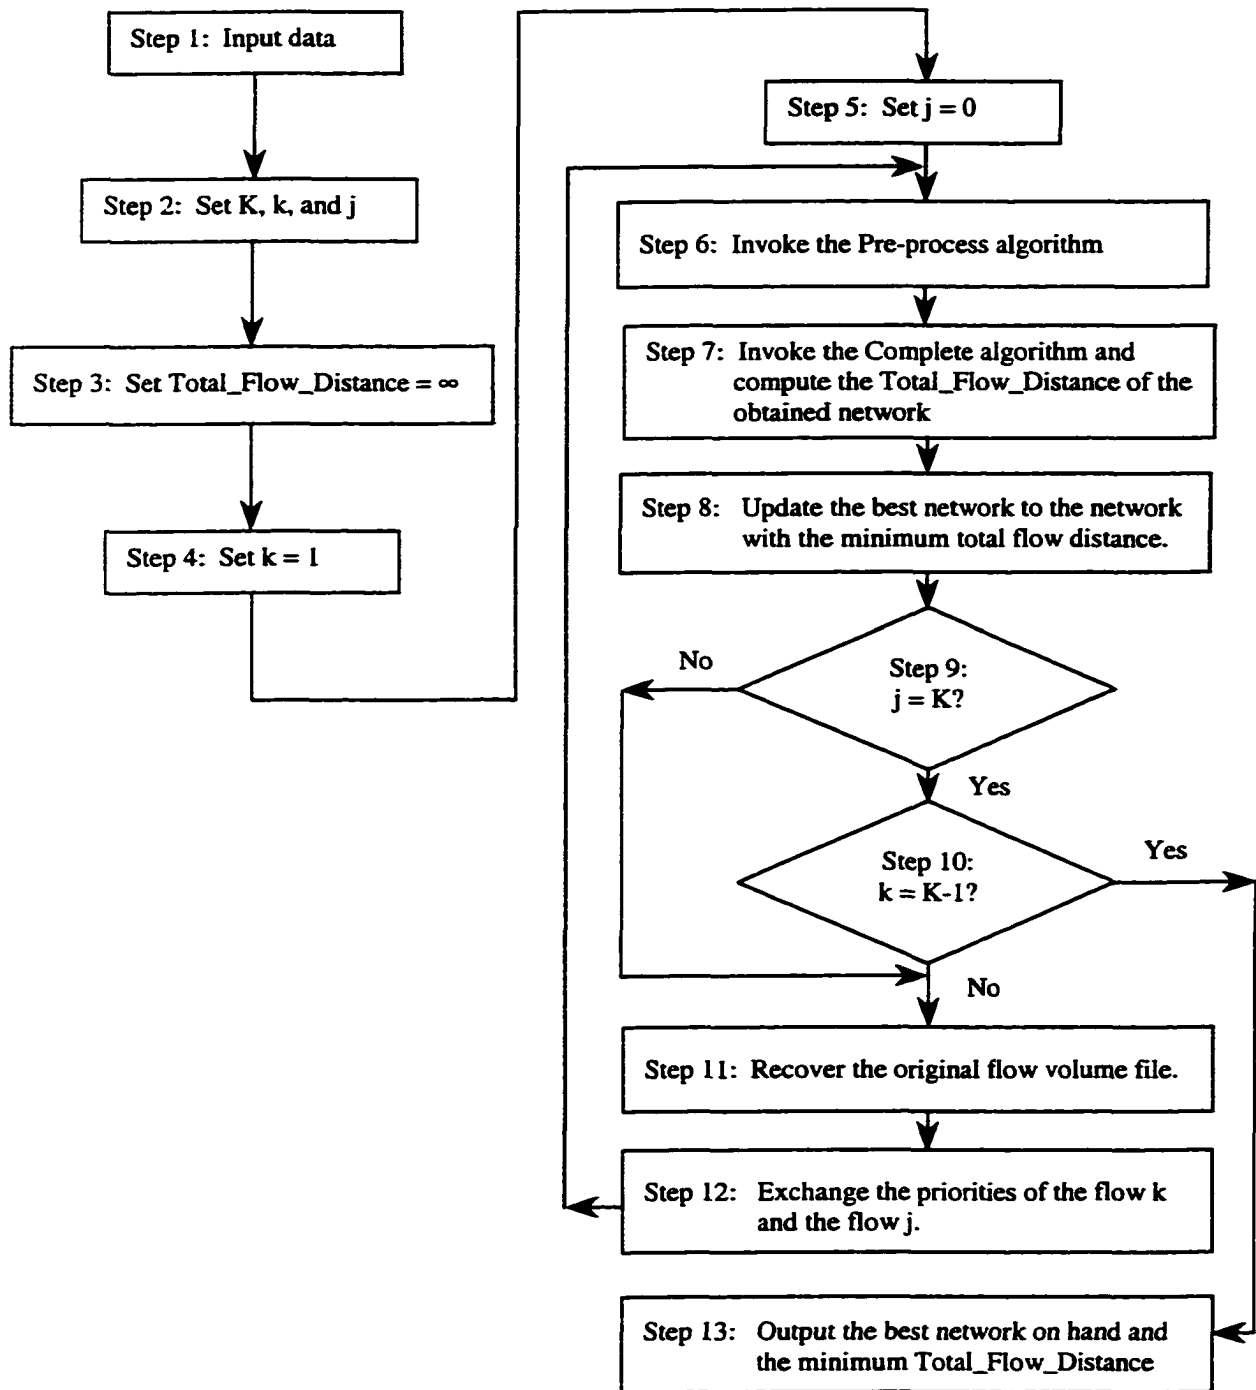 Step 1: Input data
Step 2: Set K, k, and j
Step 3: Set Total_Flow_Distance = ∞
Step 4: Set k = 1
Step 5: Set j = 0
Step 6: Invoke the Pre-process algorithm
Step 7: Invoke the Complete algorithm and
compute the Total_Flow_Distance of the
obtained network
Step 8: Update the best network to the network
with the minimum total flow distance.
No
Step 9:
j = K?
Yes
Step 10:
k = K-1?
Yes
No
Step 11: Recover the original flow volume file.
Step 12: Exchange the priorities of the flow k
and the flow j.
Step 13: Output the best network on hand and
the minimum Total_Flow_Distance